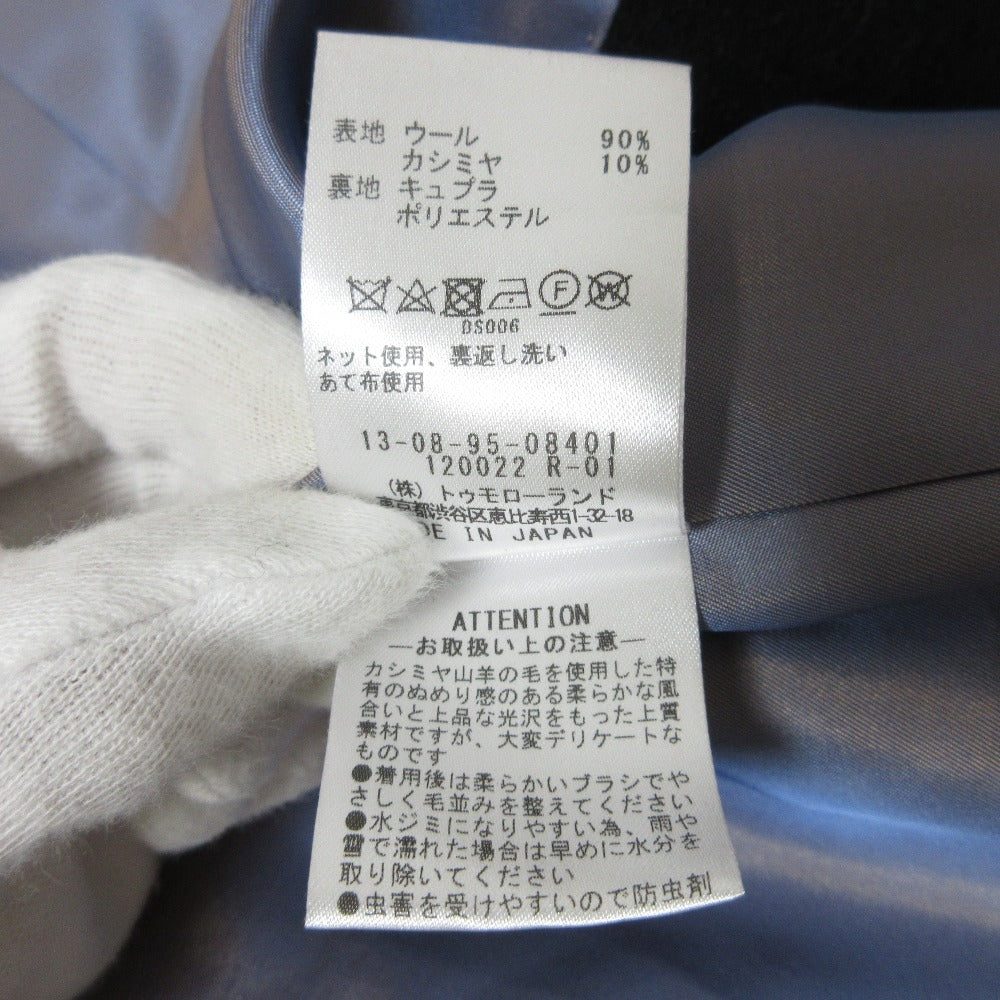 表地 ウール 90%
カシミヤ 10%
裏地 キュプラ
ポリエステル
F W
DS006
ネット使用、裏返し洗い
あて布使用
13-08-95-08401
120022 R-01
(株) トゥモローランド
東京都渋谷区恵比寿西1-32-18
DE IN JAPAN
ATTENTION
—お取扱い上の注意—
カシミヤ山羊の毛を使用した特
有のぬめり感のある柔らかな風
合いと上品な光沢をもった上質
素材ですが、大変デリケートな
ものです
●着用後は柔らかいブラシでや
さしく毛並みを整えてください
●水ジミになりやすい為、雨や
雪で濡れた場合は早めに水分を
取り除いてください
●虫害を受けやすいので防虫剤